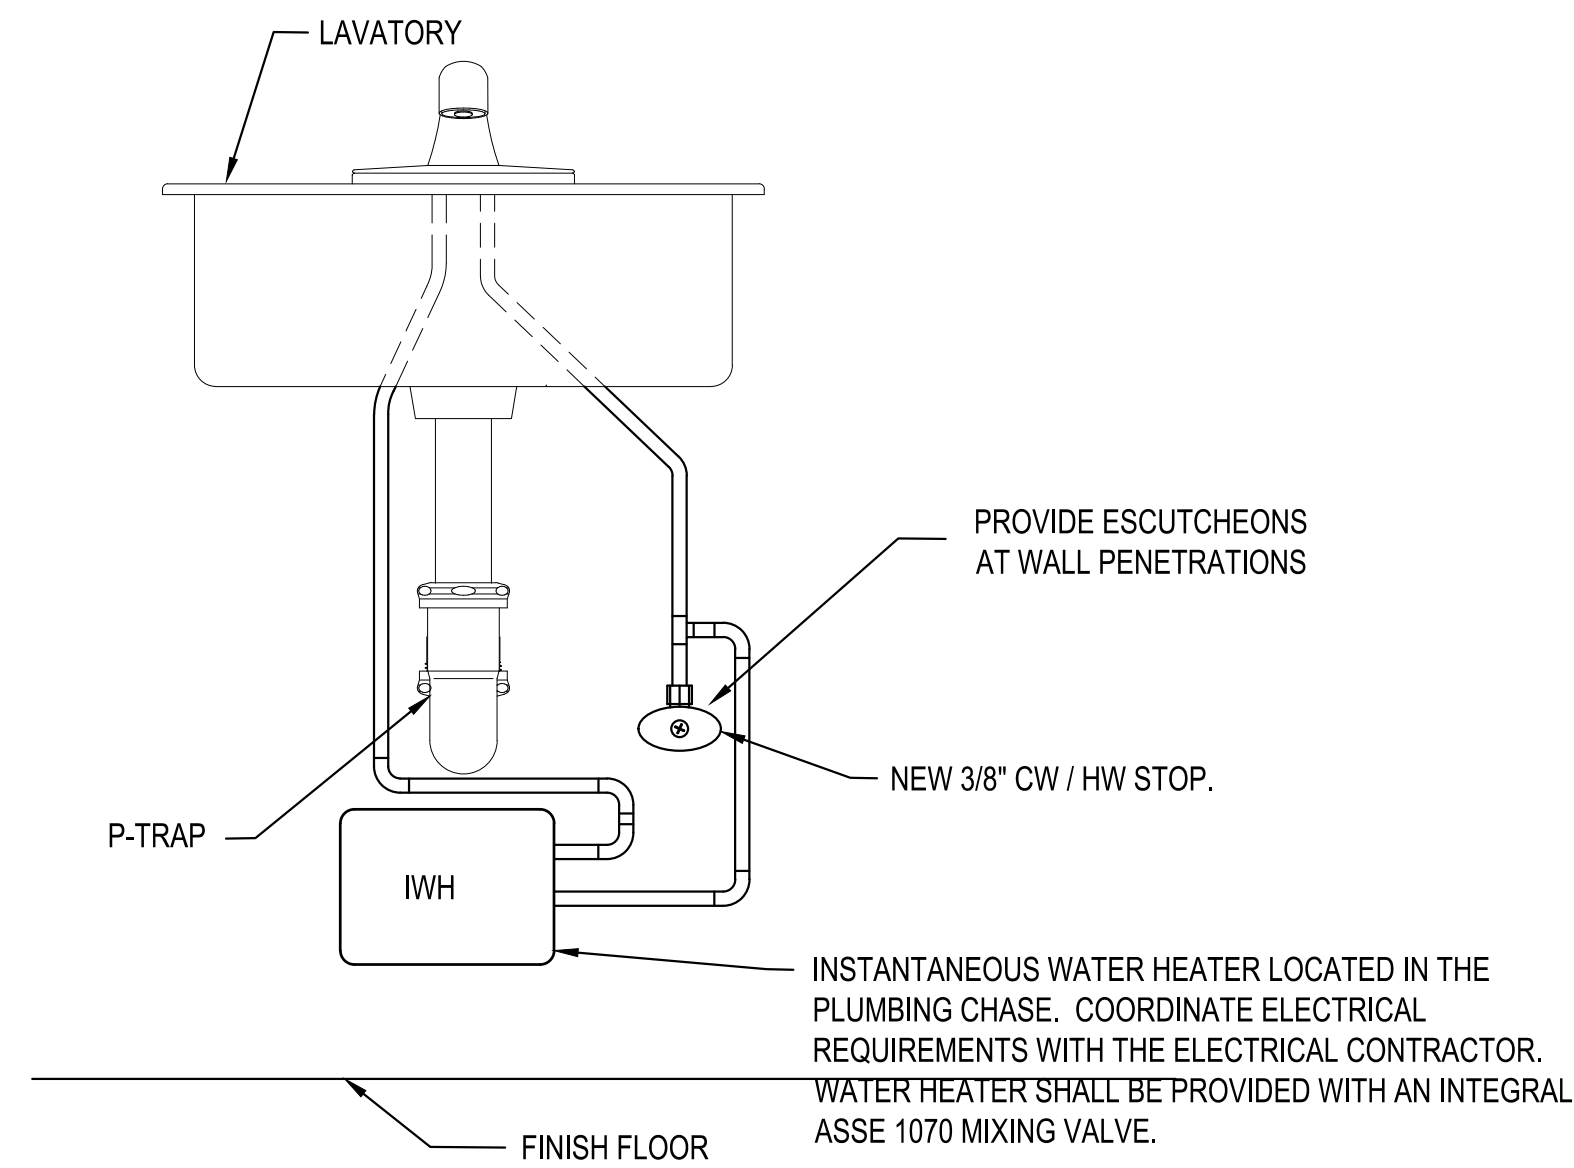 LAVATORY
PROVIDE ESCUTCHEONS
AT WALL PENETRATIONS
NEW 3/8" CW / HW STOP.
P-TRAP
IWH
INSTANTANEOUS WATER HEATER LOCATED IN THE
PLUMBING CHASE. COORDINATE ELECTRICAL
REQUIREMENTS WITH THE ELECTRICAL CONTRACTOR.
WATER HEATER SHALL BE PROVIDED WITH AN INTEGRAL
ASSE 1070 MIXING VALVE.
FINISH FLOOR